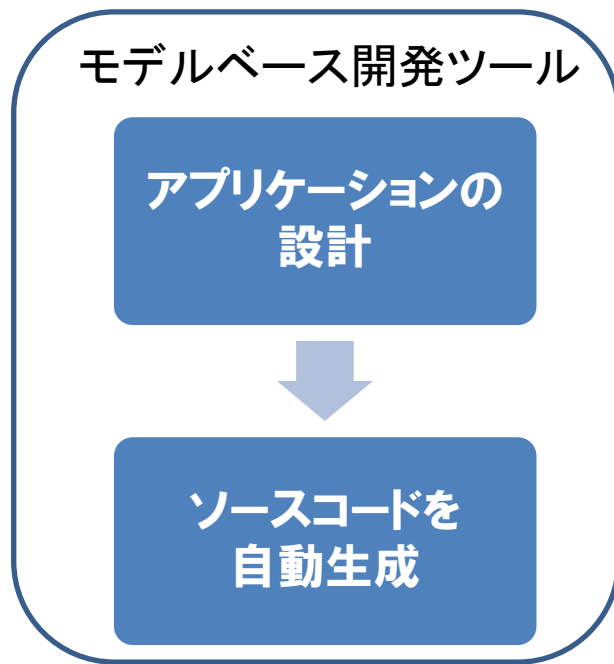 モデルベース開発ツール
アプリケーションの
設計
ソースコードを
自動生成